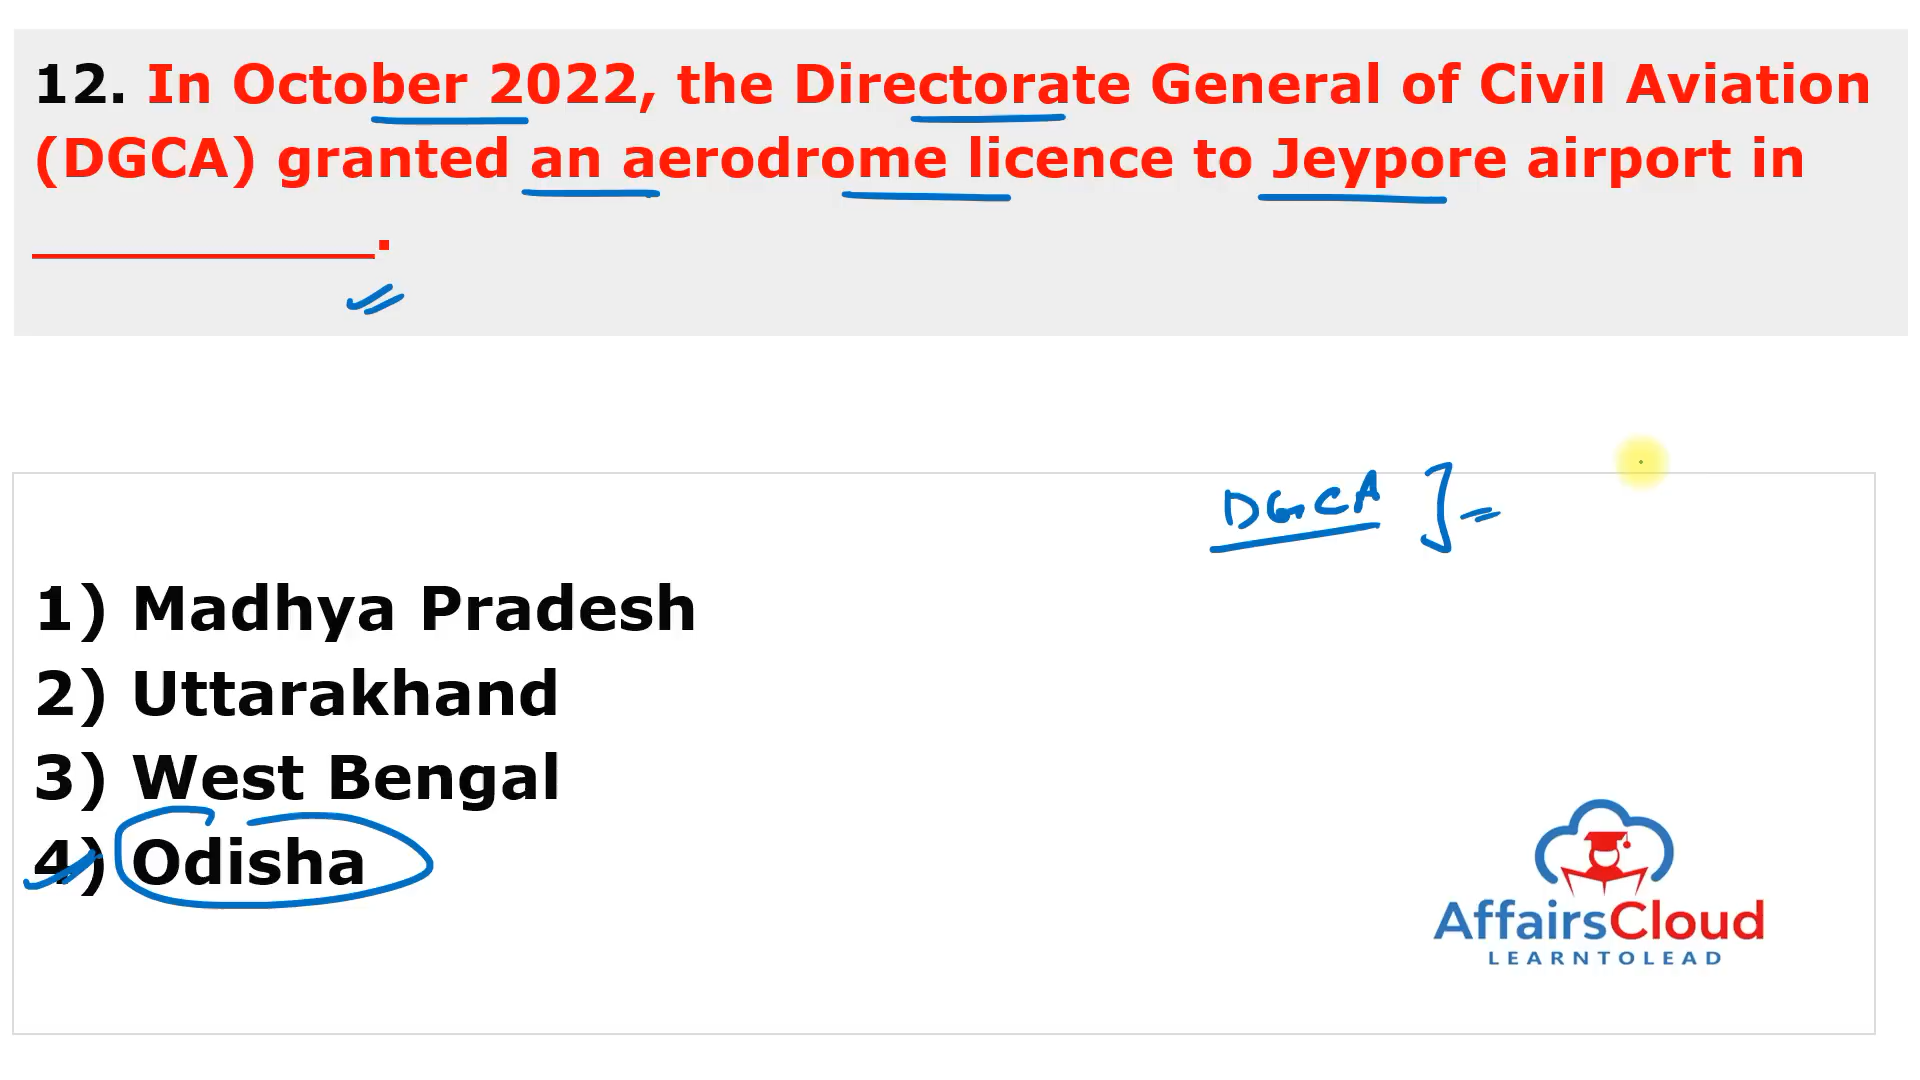 12. In October 2022, the Directorate General of Civil Aviation
(DGCA) granted an aerodrome licence to Jeypore airport in
_____________.
DGCA ] =
1) Madhya Pradesh
2) Uttarakhand
3) West Bengal
4) Odisha
AffairsCloud
LEARNTOLEAD